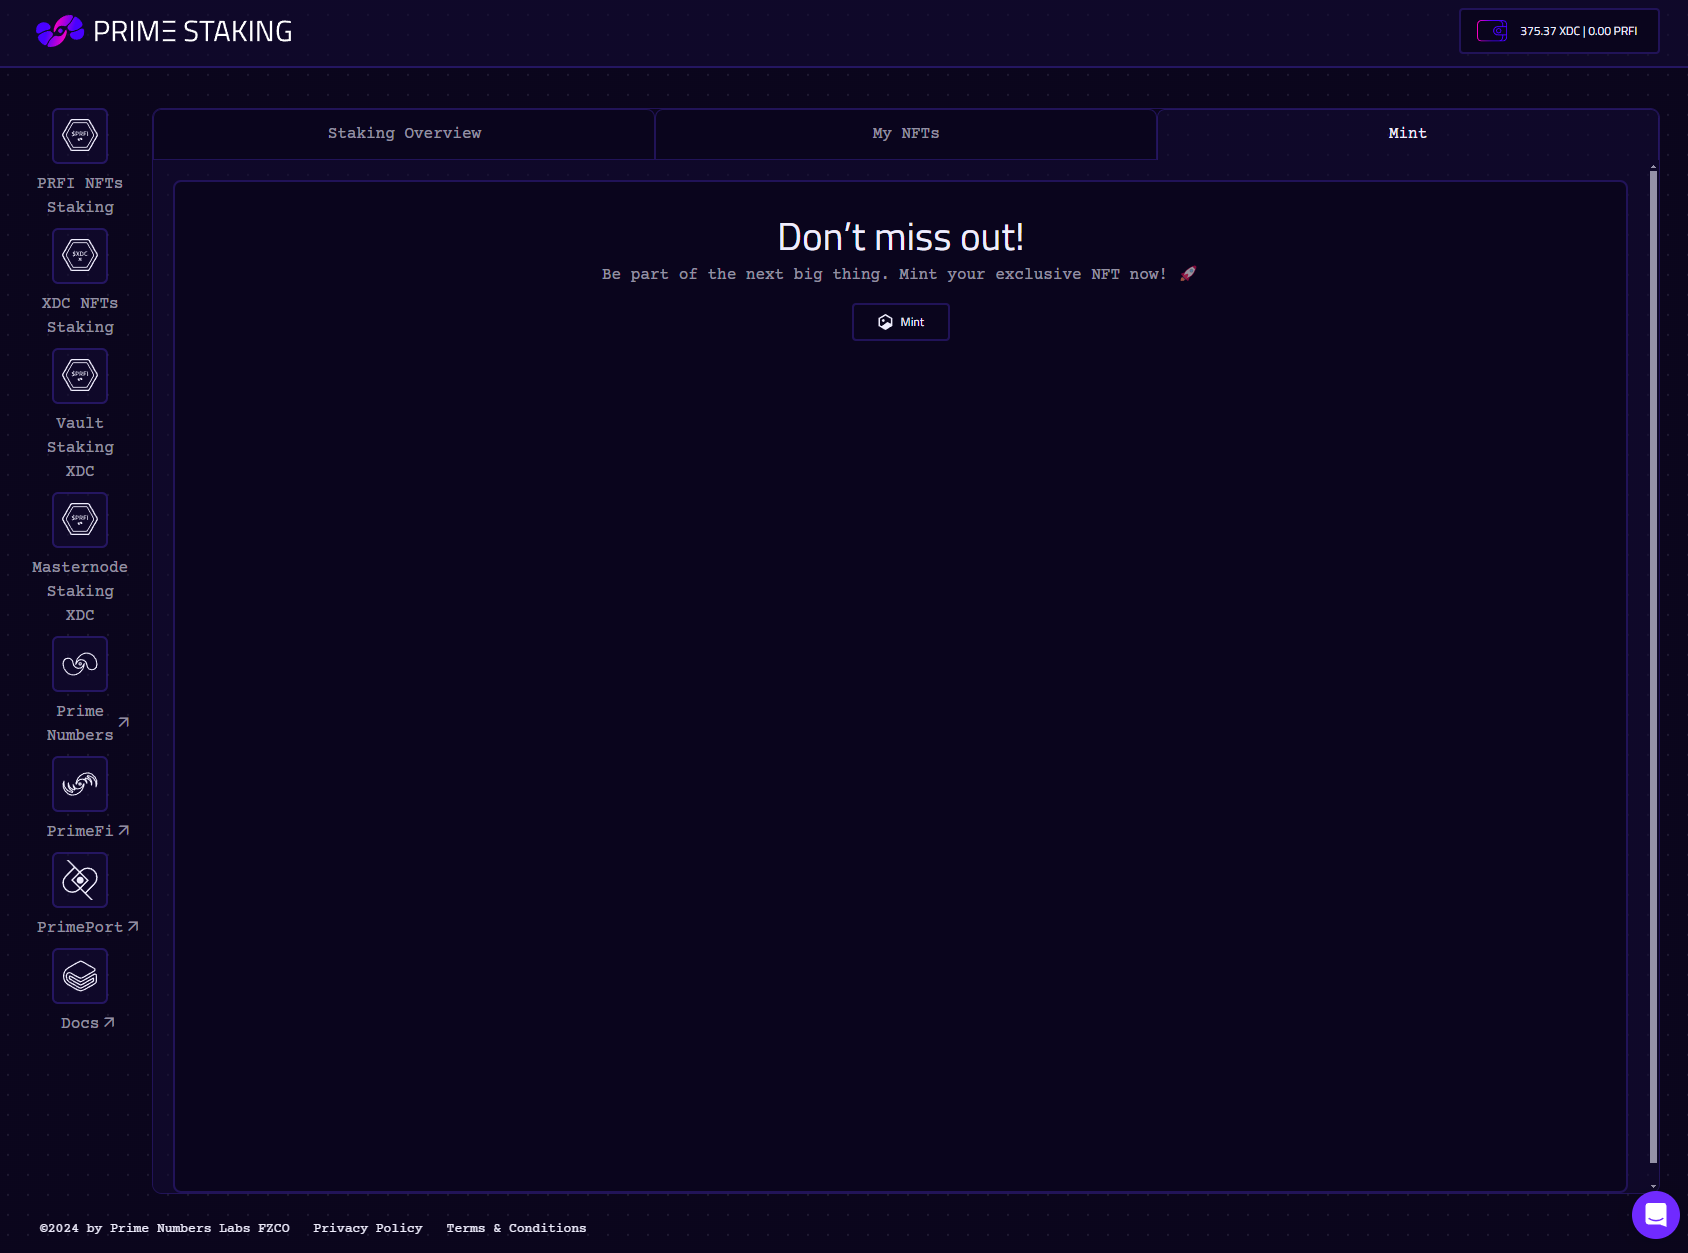 PRIME STAKING
375.37 XDC | 0.00 PRFI
Staking Overview
My NFTs
Mint
$PRFI
PRFI NFTs
Staking
$XDC
X
XDC NFTs
Staking
$PRFI
Vault
Staking
XDC
$PRFI
Masternode
Staking
XDC
Prime
Numbers
PrimeFi
PrimePort
Docs
Don't miss out!
Be part of the next big thing. Mint your exclusive NFT now! 🚀
Mint
©2024 by Prime Numbers Labs FZCO Privacy Policy Terms & Conditions